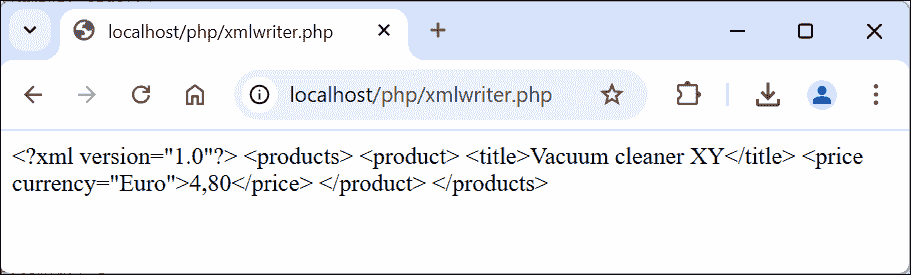 localhost/php/xmlwriter.php
localhost/php/xmlwriter.php
<?xml version="1.0"?> <products> <product> <title>Vacuum cleaner XY</title> <price
currency="Euro">4,80</price> </product> </products>